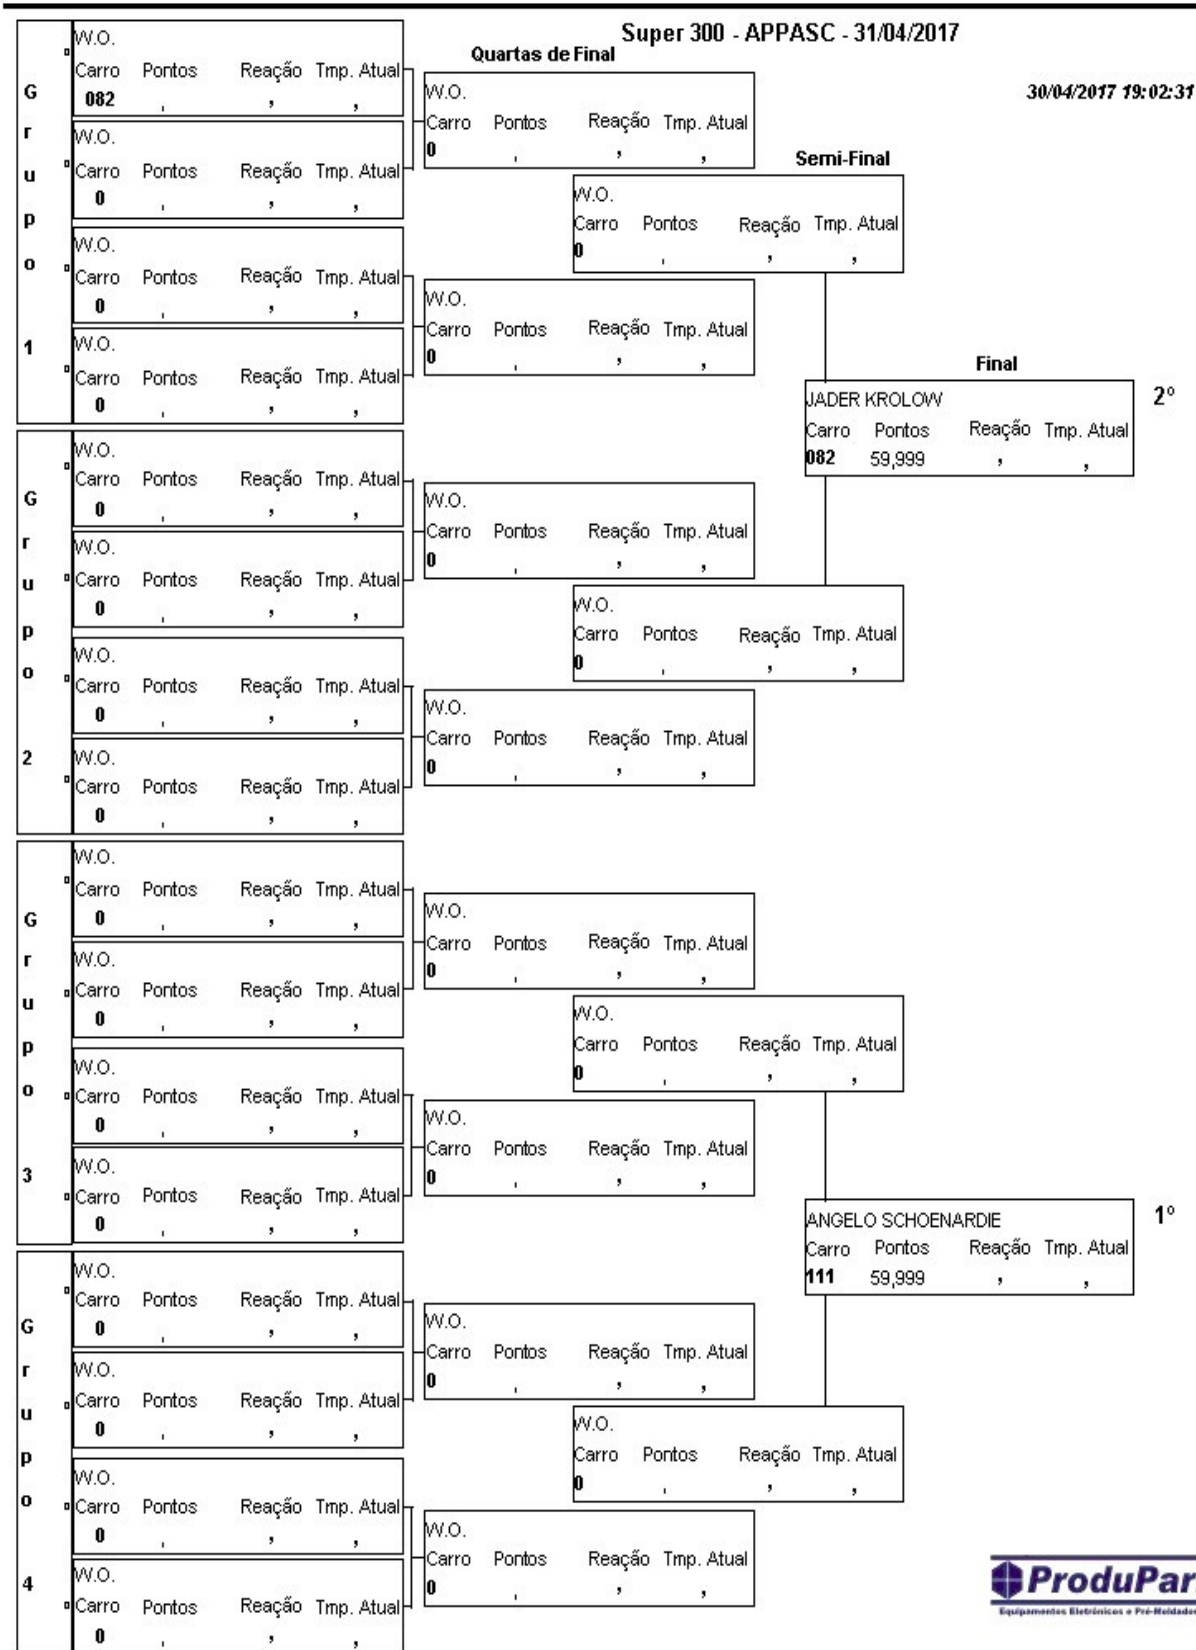 Super 300 - APPASC - 31/04/2017
30/04/2017 19:02:31
Quartas de Final
Semi-Final
Final
Grupo 1
W.O.
Carro Pontos Reação Tmp. Atual
082 , , ,
W.O.
Carro Pontos Reação Tmp. Atual
0 , , ,
W.O.
Carro Pontos Reação Tmp. Atual
0 , , ,
W.O.
Carro Pontos Reação Tmp. Atual
0 , , ,
Grupo 2
W.O.
Carro Pontos Reação Tmp. Atual
0 , , ,
W.O.
Carro Pontos Reação Tmp. Atual
0 , , ,
W.O.
Carro Pontos Reação Tmp. Atual
0 , , ,
W.O.
Carro Pontos Reação Tmp. Atual
0 , , ,
Grupo 3
W.O.
Carro Pontos Reação Tmp. Atual
0 , , ,
W.O.
Carro Pontos Reação Tmp. Atual
0 , , ,
W.O.
Carro Pontos Reação Tmp. Atual
0 , , ,
W.O.
Carro Pontos Reação Tmp. Atual
0 , , ,
Grupo 4
W.O.
Carro Pontos Reação Tmp. Atual
0 , , ,
W.O.
Carro Pontos Reação Tmp. Atual
0 , , ,
W.O.
Carro Pontos Reação Tmp. Atual
0 , , ,
W.O.
Carro Pontos Reação Tmp. Atual
0 , , ,
W.O.
Carro Pontos Reação Tmp. Atual
0 , , ,
W.O.
Carro Pontos Reação Tmp. Atual
0 , , ,
W.O.
Carro Pontos Reação Tmp. Atual
0 , , ,
W.O.
Carro Pontos Reação Tmp. Atual
0 , , ,
W.O.
Carro Pontos Reação Tmp. Atual
0 , , ,
W.O.
Carro Pontos Reação Tmp. Atual
0 , , ,
W.O.
Carro Pontos Reação Tmp. Atual
0 , , ,
W.O.
Carro Pontos Reação Tmp. Atual
0 , , ,
W.O.
Carro Pontos Reação Tmp. Atual
0 , , ,
W.O.
Carro Pontos Reação Tmp. Atual
0 , , ,
W.O.
Carro Pontos Reação Tmp. Atual
0 , , ,
W.O.
Carro Pontos Reação Tmp. Atual
0 , , ,
JADER KROLOW 2º
Carro Pontos Reação Tmp. Atual
082 59,999 , ,
ANGELO SCHOENARDIE 1º
Carro Pontos Reação Tmp. Atual
111 59,999 , ,
ProduPar
Equipamentos Eletrônicos e Pré-Moldado